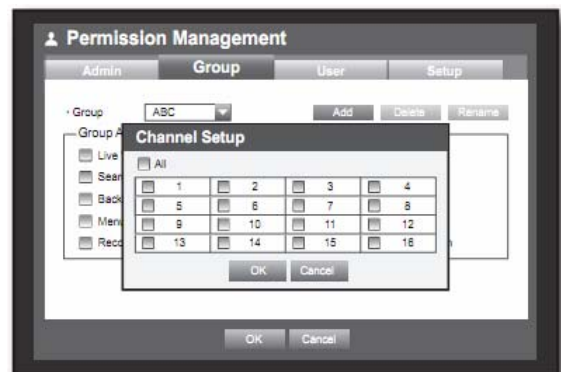 Permission Management
Admin Group User Setup
Group ABC Add Delete Rename
Group A
Channel Setup
Live
All
Sear
1 2 3 4
Back
5 6 7 8
Menu
9 10 11 12
Reco
13 14 15 16
OK Cancel
OK Cancel